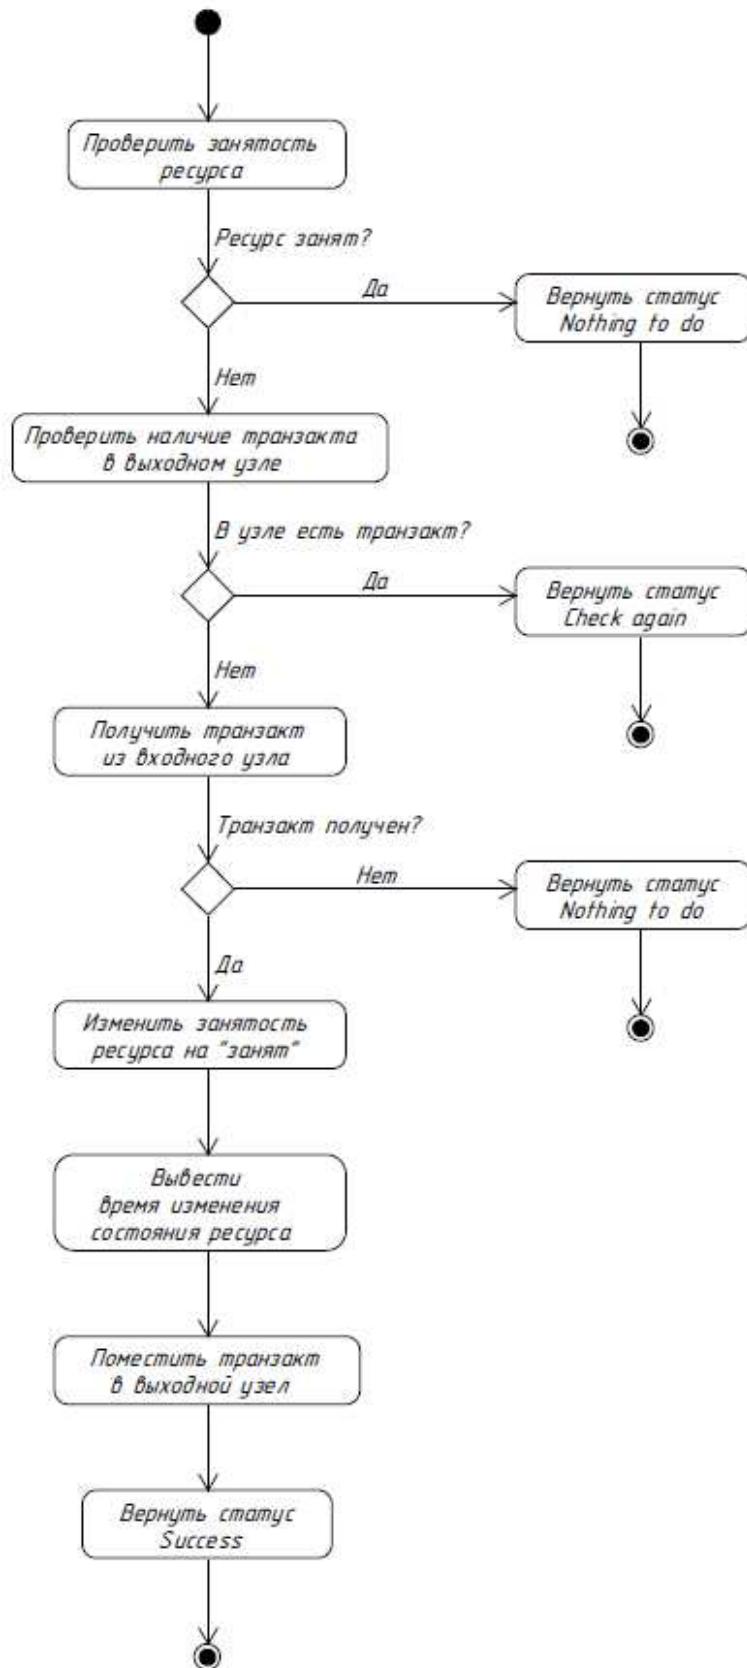 Проверить занятость
ресурса
Ресурс занят?
Да
Вернуть статус
Nothing to do
Нет
Проверить наличие транзакта
в выходном узле
В узле есть транзакт?
Да
Вернуть статус
Check again
Нет
Получить транзакт
из входного узла
Транзакт получен?
Нет
Вернуть статус
Nothing to do
Да
Изменить занятость
ресурса на "занят"
Вывести
время изменения
состояния ресурса
Поместить транзакт
в выходной узел
Вернуть статус
Success